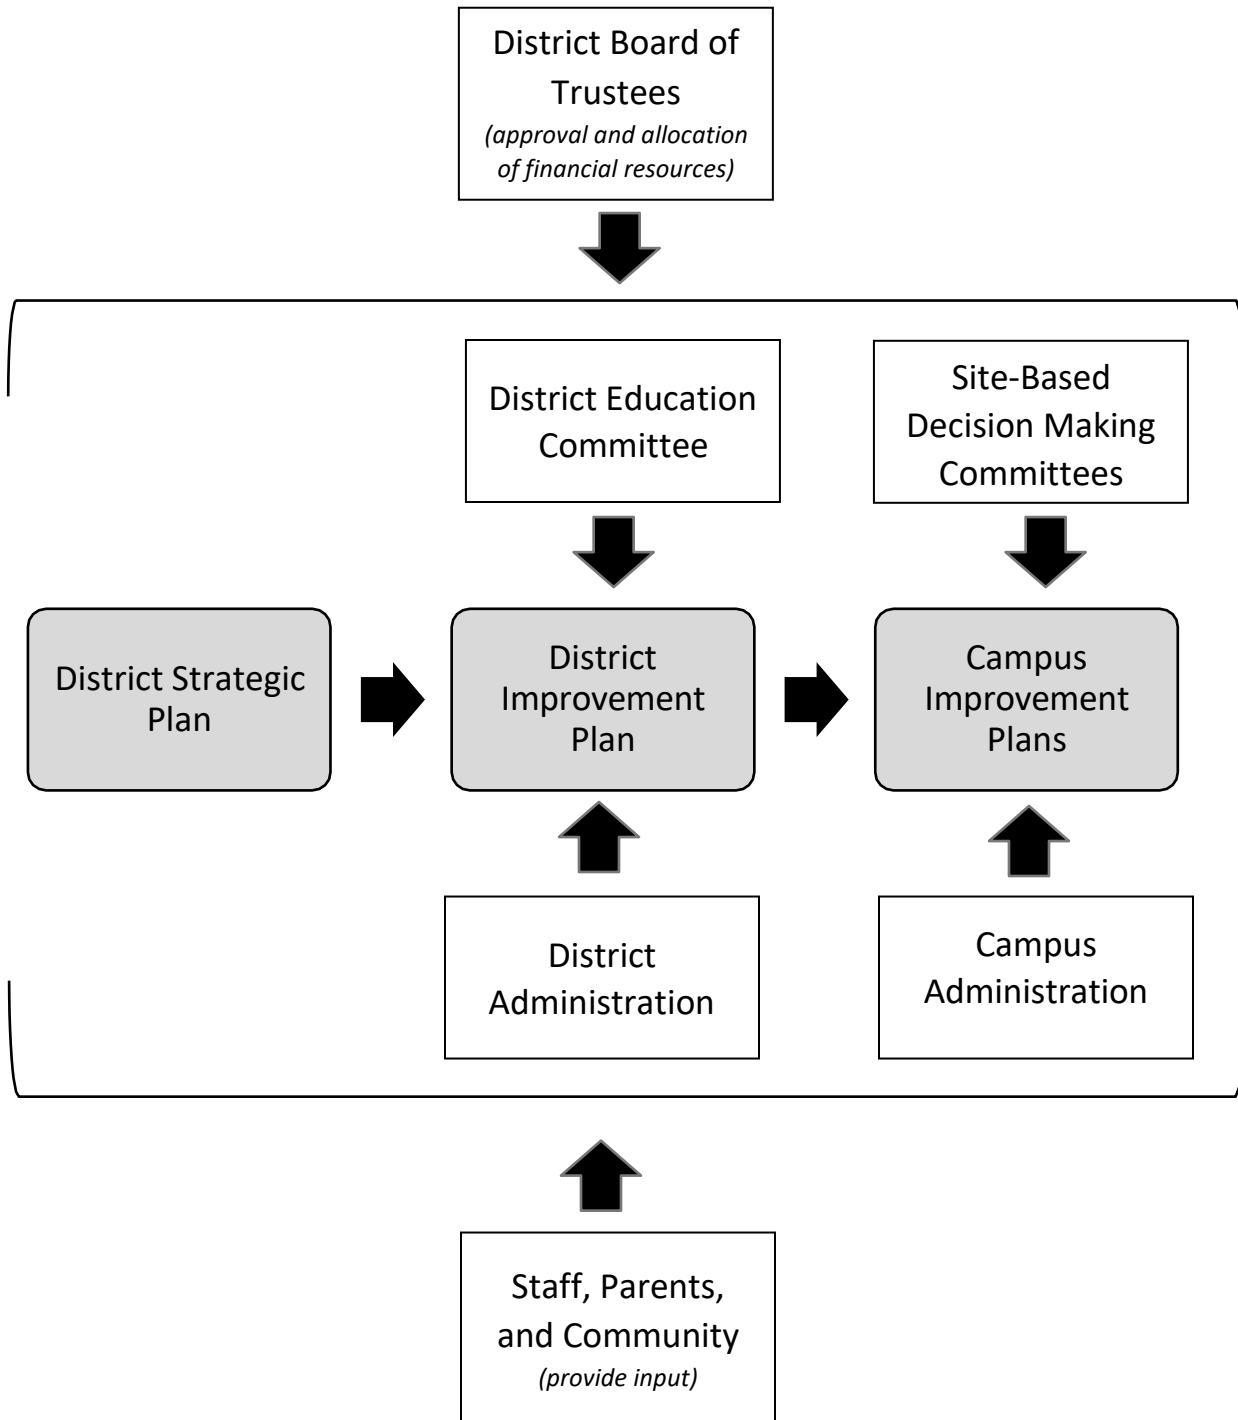 District Board of
Trustees
(approval and allocation
of financial resources)
District Education
Committee
Site-Based
Decision Making
Committees
District Strategic
Plan
District
Improvement
Plan
Campus
Improvement
Plans
District
Administration
Campus
Administration
Staff, Parents,
and Community
(provide input)